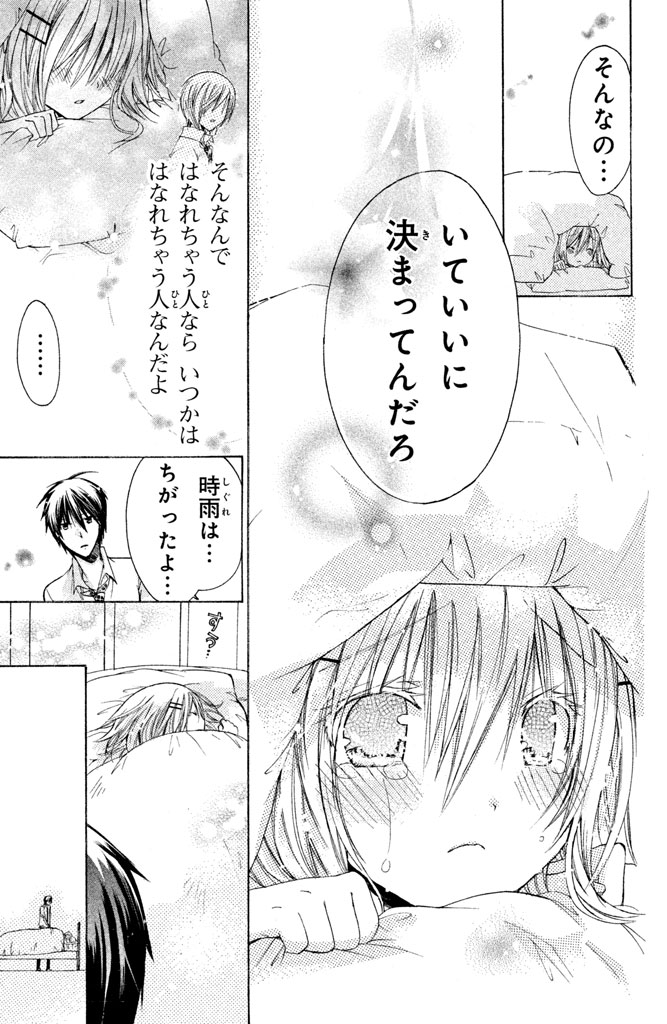 そんなの…
いていいに
決まってんだろ
そんなんで
はなれちゃう人なら いつかは
はなれちゃう人なんだよ
……
時雨は…
ちがったよ…
すぅ…